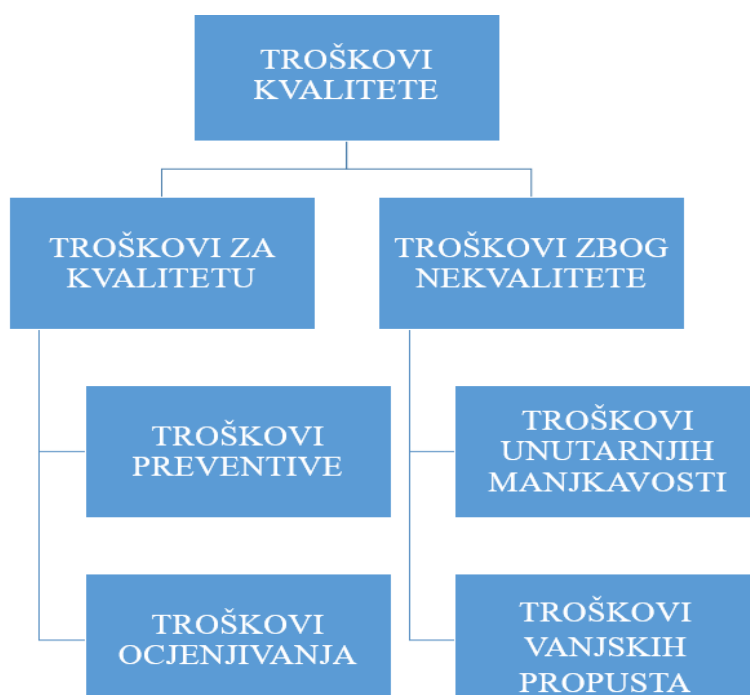 TROŠKOVI
KVALITETE
TROŠKOVI ZA
KVALITETU
TROŠKOVI ZBOG
NEKVALITETE
TROŠKOVI
PREVENTIVE
TROŠKOVI
UNUTARNJIH
MANJKAVOSTI
TROŠKOVI
OCJENJIVANJA
TROŠKOVI
VANJSKIH
PROPUSTA